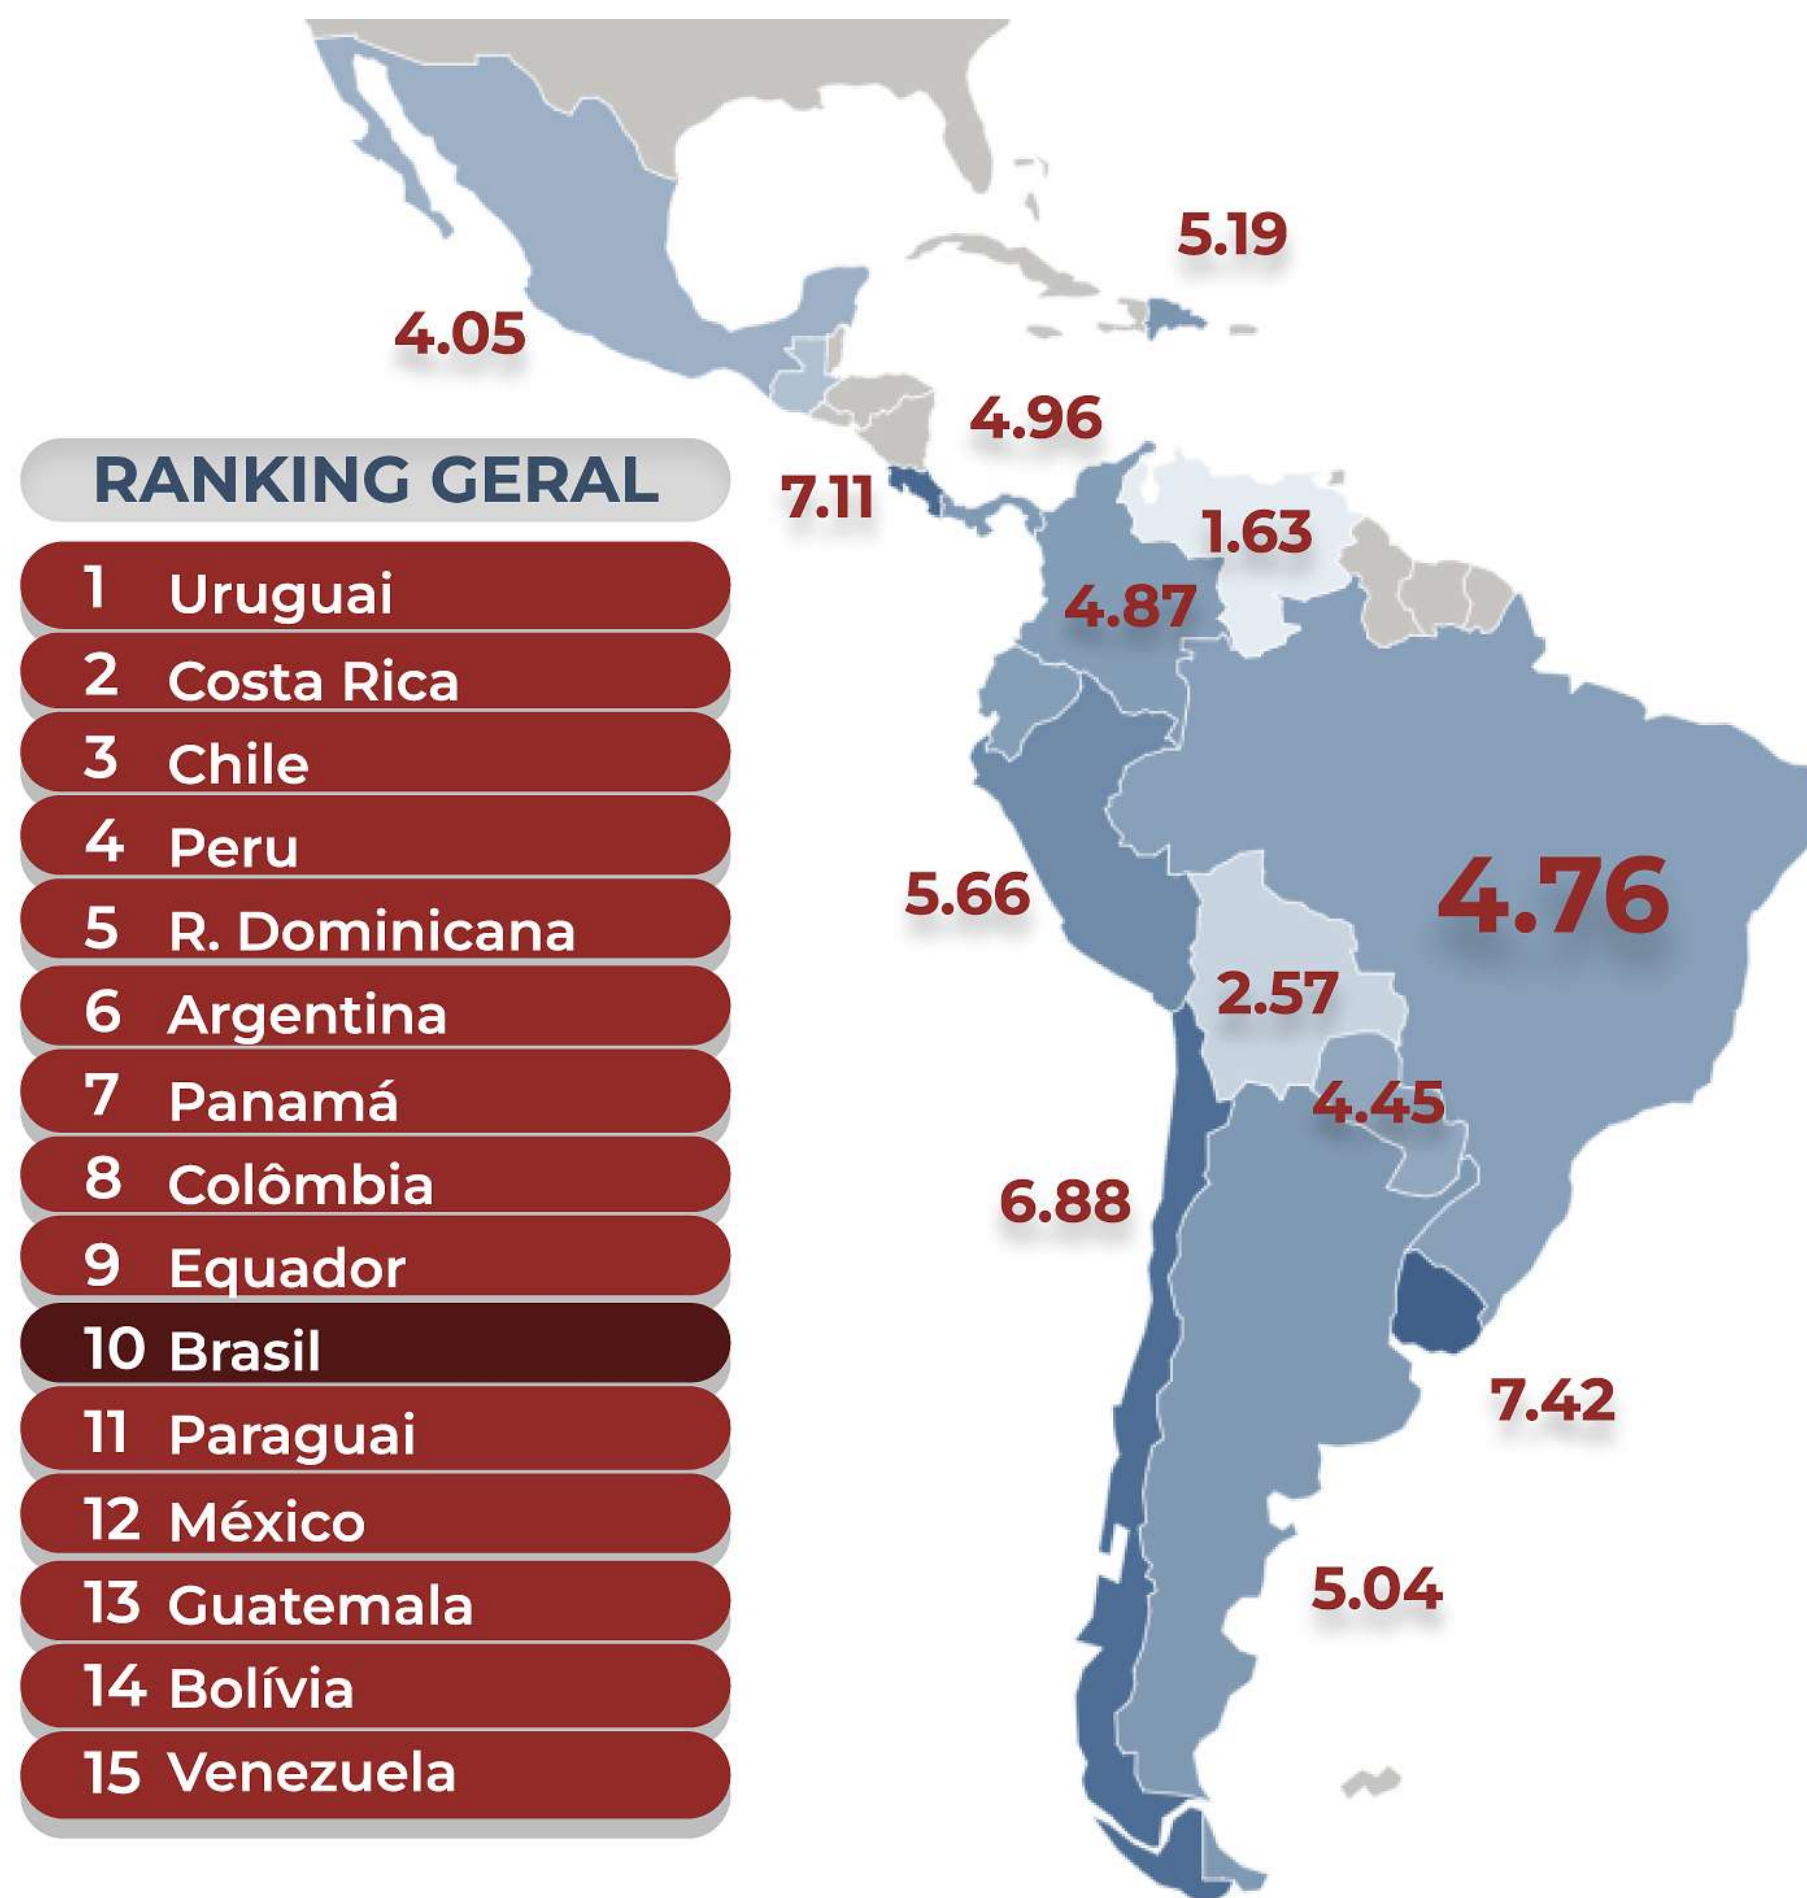 5.19
4.05
4.96
RANKING GERAL
7.11
1.63
4.87
1 Uruguai
2 Costa Rica
3 Chile
4 Peru
5 R. Dominicana
6 Argentina
7 Panamá
8 Colômbia
9 Equador
10 Brasil
11 Paraguai
12 México
13 Guatemala
14 Bolívia
15 Venezuela
5.66
4.76
2.57
4.45
6.88
7.42
5.04